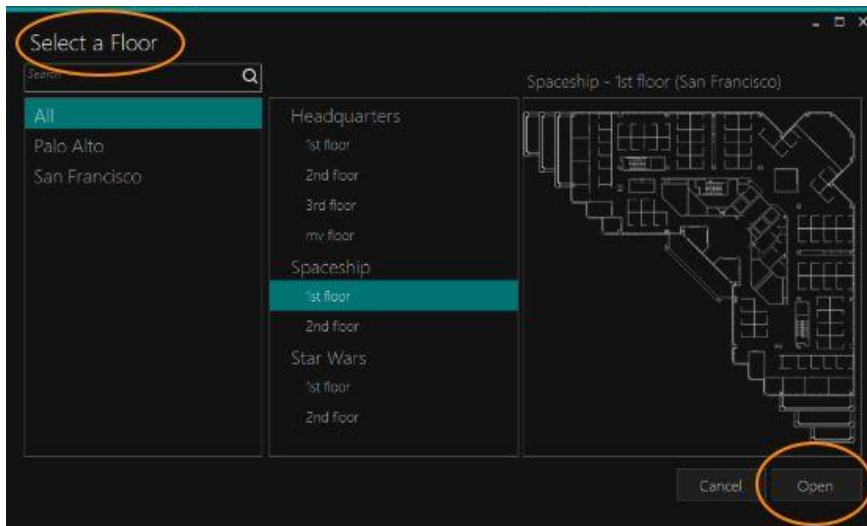 Select a Floor
Search
All
Palo Alto
San Francisco
Headquarters
1st floor
2nd floor
3rd floor
mv floor
Spaceship
1st floor
2nd floor
Star Wars
1st floor
2nd floor
Spaceship - 1st floor (San Francisco)
Cancel
Open